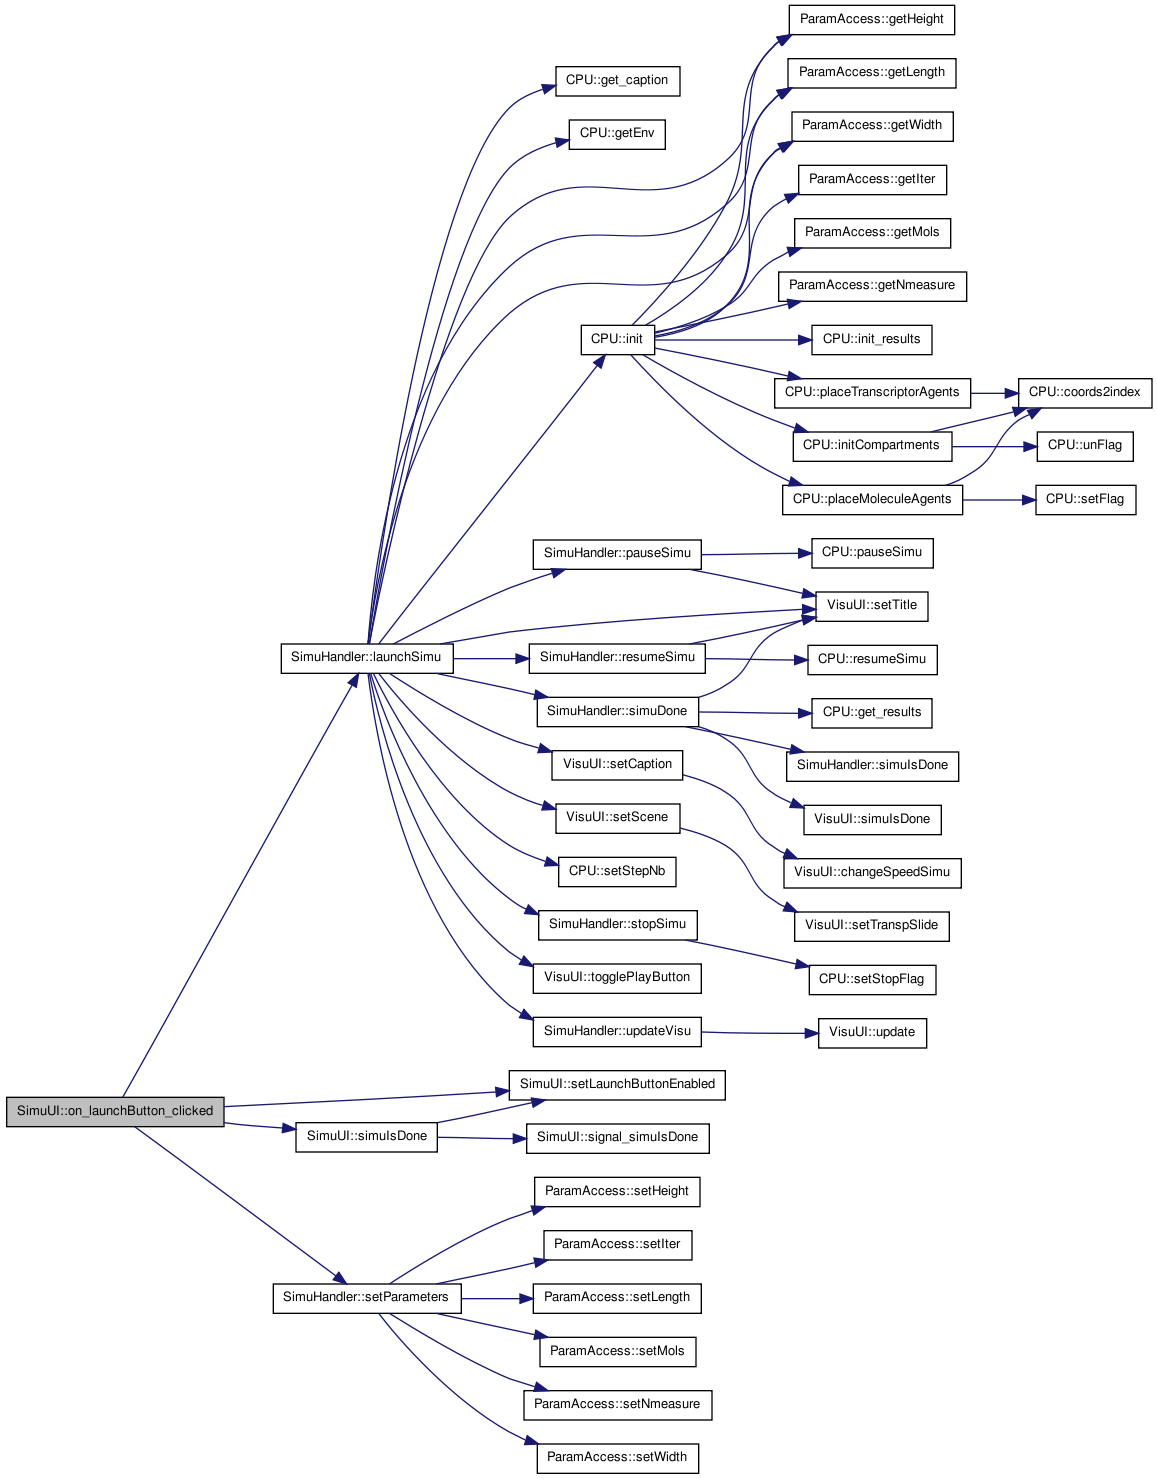 ParamAccess::getHeight
CPU::get_caption
ParamAccess::getLength
CPU::getEnv
ParamAccess::getWidth
ParamAccess::getIter
ParamAccess::getMols
ParamAccess::getNmeasure
CPU::init
CPU::init_results
CPU::placeTranscriptorAgents
CPU::coords2index
CPU::initCompartments
CPU::unFlag
CPU::placeMoleculeAgents
CPU::setFlag
SimuHandler::pauseSimu
CPU::pauseSimu
VisuUI::setTitle
SimuHandler::launchSimu
SimuHandler::resumeSimu
CPU::resumeSimu
SimuHandler::simuDone
CPU::get_results
VisuUI::setCaption
SimuHandler::simuIsDone
VisuUI::setScene
VisuUI::simuIsDone
CPU::setStepNb
VisuUI::changeSpeedSimu
SimuHandler::stopSimu
VisuUI::setTranspSlide
VisuUI::togglePlayButton
CPU::setStopFlag
SimuHandler::updateVisu
VisuUI::update
SimuUI::setLaunchButtonEnabled
SimuUI::on_launchButton_clicked
SimuUI::simuIsDone
SimuUI::signal_simuIsDone
ParamAccess::setHeight
ParamAccess::setIter
SimuHandler::setParameters
ParamAccess::setLength
ParamAccess::setMols
ParamAccess::setNmeasure
ParamAccess::setWidth